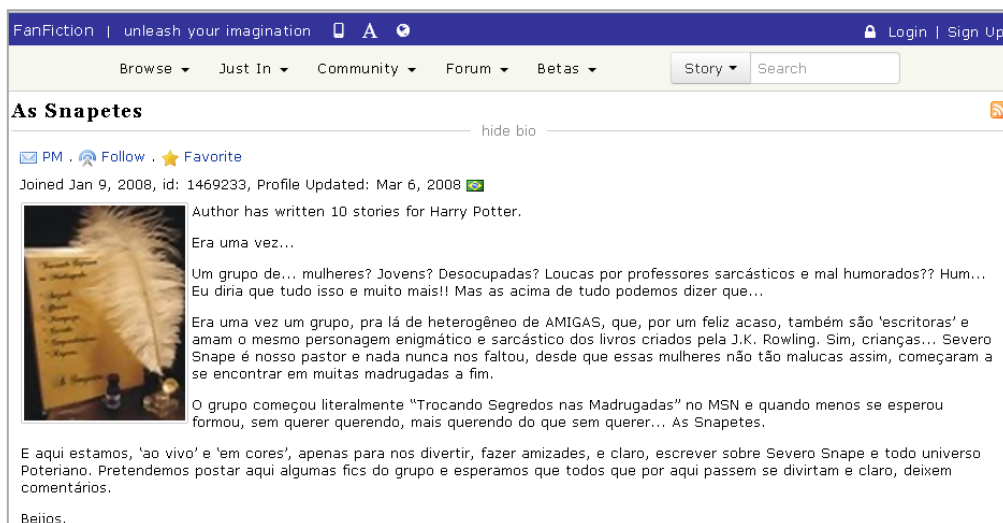 FanFiction | unleash your imagination A
Login | Sign Up
Browse Just In Community Forum Betas Story Search
As Snapetes
hide bio
PM . Follow . Favorite
Joined Jan 9, 2008, id: 1469233, Profile Updated: Mar 6, 2008
Author has written 10 stories for Harry Potter.
Era uma vez...
Um grupo de... mulheres? Jovens? Desocupadas? Loucas por professores sarcásticos e mal humorados?? Hum...
Eu diria que tudo isso e muito mais!! Mas as acima de tudo podemos dizer que...
Era uma vez um grupo, pra lá de heterogêneo de AMIGAS, que, por um feliz acaso, também são 'escritoras' e
amam o mesmo personagem enigmático e sarcástico dos livros criados pela J.K. Rowling. Sim, crianças... Severo
Snape é nosso pastor e nada nunca nos faltou, desde que essas mulheres não tão malucas assim, começaram a
se encontrar em muitas madrugadas a fim.
O grupo começou literalmente "Trocando Segredos nas Madrugadas" no MSN e quando menos se esperou
formou, sem querer querendo, mais querendo do que sem querer... As Snapetes.
E aqui estamos, 'ao vivo' e 'em cores', apenas para nos divertir, fazer amizades, e claro, escrever sobre Severo Snape e todo universo
Poteriano. Pretendemos postar aqui algumas fics do grupo e esperamos que todos que por aqui passem se divirtam e claro, deixem
comentários.
Beijos.